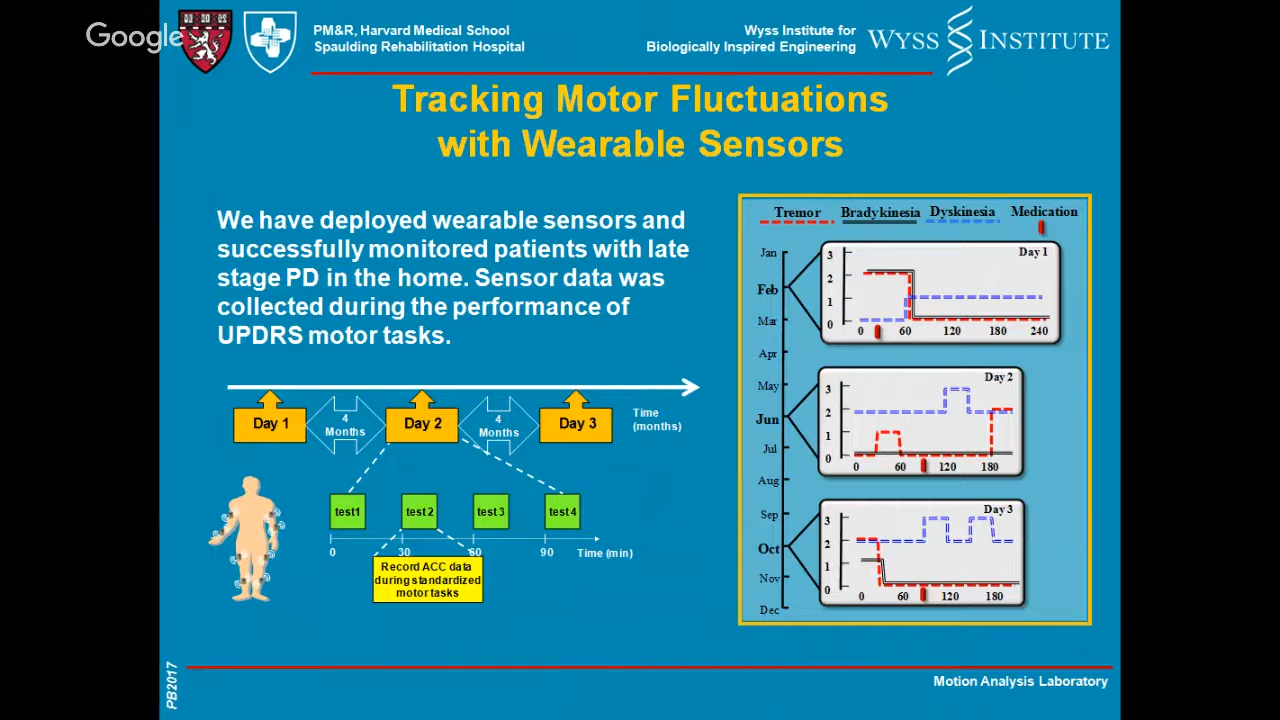 Google
PM&R, Harvard Medical School
Spaulding Rehabilitation Hospital
Wyss Institute for
Biologically Inspired Engineering
WYSS INSTITUTE
Tracking Motor Fluctuations
with Wearable Sensors
We have deployed wearable sensors and
successfully monitored patients with late
stage PD in the home. Sensor data was
collected during the performance of
UPDRS motor tasks.
Day 1
4
Months
Day 2
4
Months
Day 3
Time
(months)
test1
test 2
test 3
test 4
0
30
60
90
Time (min)
Record ACC data
during standardized
motor tasks
Tremor
Bradykinesia
Dyskinesia
Medication
Jan
Feb
Mar
Apr
May
Jun
Jul
Aug
Sep
Oct
Nov
Dec
Day 1
3
2
1
0
0 60 120 180 240
Day 2
3
2
1
0
0 60 120 180
Day 3
3
2
1
0
0 60 120 180
PB2017
Motion Analysis Laboratory